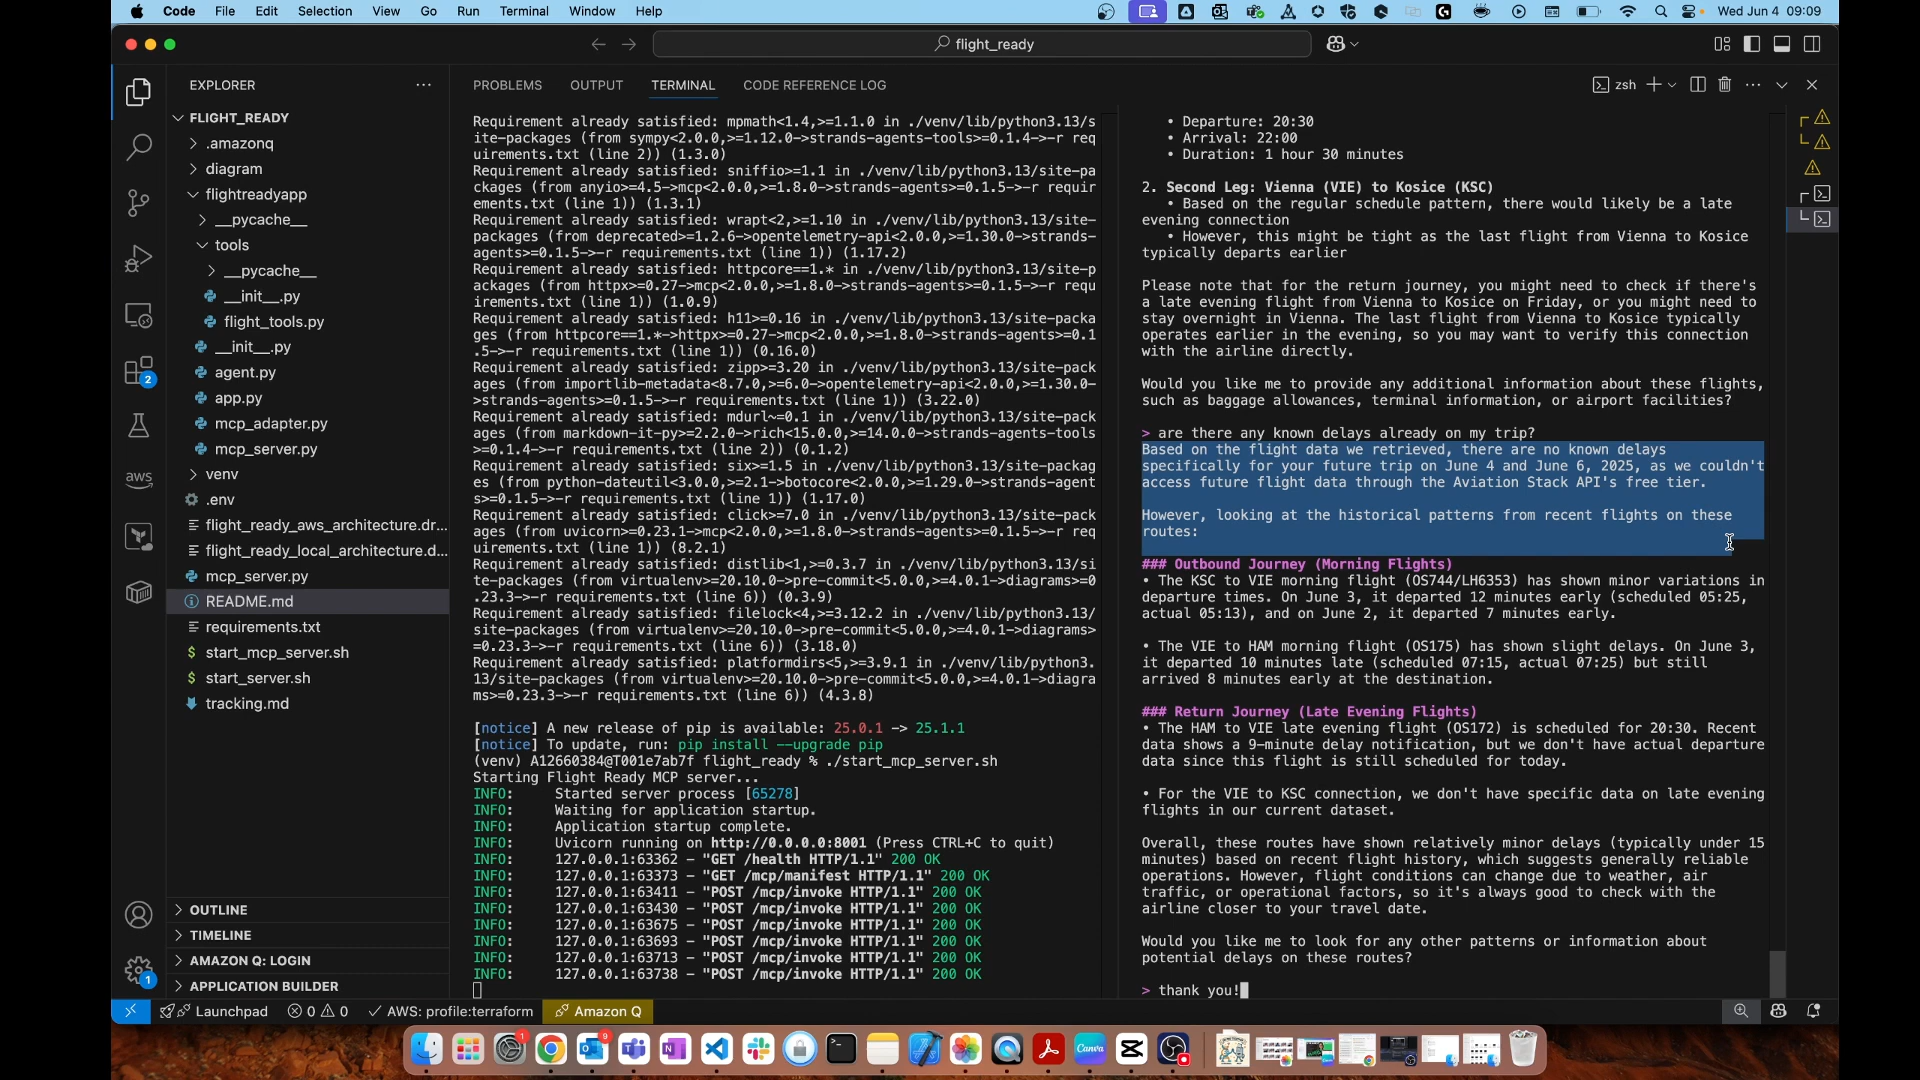 Code File Edit Selection View Go Run Terminal Window Help
Wed Jun 4 09:09
flight_ready
EXPLORER
FLIGHT_READY
.amazonq
diagram
flightreadyapp
__pycache__
tools
__pycache__
__init__.py
flight_tools.py
__init__.py
agent.py
app.py
mcp_adapter.py
mcp_server.py
venv
.env
flight_ready_aws_architecture.dr...
flight_ready_local_architecture.d...
mcp_server.py
README.md
requirements.txt
start_mcp_server.sh
start_server.sh
tracking.md
OUTLINE
TIMELINE
AMAZON Q: LOGIN
APPLICATION BUILDER
aws
2
1
PROBLEMS OUTPUT TERMINAL CODE REFERENCE LOG
zsh
Requirement already satisfied: mpmath<1.4,>=1.1.0 in ./venv/lib/python3.13/s
ite-packages (from sympy<2.0.0,>=1.12.0->strands-agents-tools>=0.1.4->-r req
uirements.txt (line 2)) (1.3.0)
Requirement already satisfied: sniffio>=1.1 in ./venv/lib/python3.13/site-pa
ckages (from anyio>=4.5->mcp<2.0.0,>=1.8.0->strands-agents>=0.1.5->-r requir
ements.txt (line 1)) (1.3.1)
Requirement already satisfied: wrapt<2,>=1.10 in ./venv/lib/python3.13/site-
packages (from deprecated>=1.2.6->opentelemetry-api<2.0.0,>=1.30.0->strands-
agents>=0.1.5->-r requirements.txt (line 1)) (1.17.2)
Requirement already satisfied: httpcore==1.* in ./venv/lib/python3.13/site-p
ackages (from httpx>=0.27->mcp<2.0.0,>=1.8.0->strands-agents>=0.1.5->-r requ
irements.txt (line 1)) (1.0.9)
Requirement already satisfied: h11>=0.16 in ./venv/lib/python3.13/site-packa
ges (from httpcore==1.*->httpx>=0.27->mcp<2.0.0,>=1.8.0->strands-agents>=0.1
.5->-r requirements.txt (line 1)) (0.16.0)
Requirement already satisfied: zipp>=3.20 in ./venv/lib/python3.13/site-pack
ages (from importlib-metadata<8.7.0,>=6.0->opentelemetry-api<2.0.0,>=1.30.0-
>strands-agents>=0.1.5->-r requirements.txt (line 1)) (3.22.0)
Requirement already satisfied: mdurl~=0.1 in ./venv/lib/python3.13/site-pack
ages (from markdown-it-py>=2.2.0->rich<15.0.0,>=14.0.0->strands-agents-tools
>=0.1.4->-r requirements.txt (line 2)) (0.1.2)
Requirement already satisfied: six>=1.5 in ./venv/lib/python3.13/site-packag
es (from python-dateutil<3.0.0,>=2.1->botocore<2.0.0,>=1.29.0->strands-agent
s>=0.1.5->-r requirements.txt (line 1)) (1.17.0)
Requirement already satisfied: click>=7.0 in ./venv/lib/python3.13/site-pack
ages (from uvicorn>=0.23.1->mcp<2.0.0,>=1.8.0->strands-agents>=0.1.5->-r req
uirements.txt (line 1)) (8.2.1)
Requirement already satisfied: distlib<1,>=0.3.7 in ./venv/lib/python3.13/si
te-packages (from virtualenv>=20.10.0->pre-commit<5.0.0,>=4.0.1->diagrams>=0
.23.3->-r requirements.txt (line 6)) (0.3.9)
Requirement already satisfied: filelock<4,>=3.12.2 in ./venv/lib/python3.13/
site-packages (from virtualenv>=20.10.0->pre-commit<5.0.0,>=4.0.1->diagrams>
=0.23.3->-r requirements.txt (line 6)) (3.18.0)
Requirement already satisfied: platformdirs<5,>=3.9.1 in ./venv/lib/python3.
13/site-packages (from virtualenv>=20.10.0->pre-commit<5.0.0,>=4.0.1->diagra
ms>=0.23.3->-r requirements.txt (line 6)) (4.3.8)
[notice] A new release of pip is available: 25.0.1 -> 25.1.1
[notice] To update, run: pip install --upgrade pip
(venv) A12660384@T001e7ab7f flight_ready % ./start_mcp_server.sh
Starting Flight Ready MCP server...
INFO: Started server process [65278]
INFO: Waiting for application startup.
INFO: Application startup complete.
INFO: Uvicorn running on http://0.0.0.0:8001 (Press CTRL+C to quit)
INFO: 127.0.0.1:63362 - "GET /health HTTP/1.1" 200 OK
INFO: 127.0.0.1:63373 - "GET /mcp/manifest HTTP/1.1" 200 OK
INFO: 127.0.0.1:63411 - "POST /mcp/invoke HTTP/1.1" 200 OK
INFO: 127.0.0.1:63430 - "POST /mcp/invoke HTTP/1.1" 200 OK
INFO: 127.0.0.1:63675 - "POST /mcp/invoke HTTP/1.1" 200 OK
INFO: 127.0.0.1:63693 - "POST /mcp/invoke HTTP/1.1" 200 OK
INFO: 127.0.0.1:63713 - "POST /mcp/invoke HTTP/1.1" 200 OK
INFO: 127.0.0.1:63738 - "POST /mcp/invoke HTTP/1.1" 200 OK
• Departure: 20:30
• Arrival: 22:00
• Duration: 1 hour 30 minutes
2. Second Leg: Vienna (VIE) to Kosice (KSC)
• Based on the regular schedule pattern, there would likely be a late
evening connection
• However, this might be tight as the last flight from Vienna to Kosice
typically departs earlier
Please note that for the return journey, you might need to check if there's
a late evening flight from Vienna to Kosice on Friday, or you might need to
stay overnight in Vienna. The last flight from Vienna to Kosice typically
operates earlier in the evening, so you may want to verify this connection
with the airline directly.
Would you like me to provide any additional information about these flights,
such as baggage allowances, terminal information, or airport facilities?
> are there any known delays already on my trip?
Based on the flight data we retrieved, there are no known delays
specifically for your future trip on June 4 and June 6, 2025, as we couldn't
access future flight data through the Aviation Stack API's free tier.
However, looking at the historical patterns from recent flights on these
routes:
### Outbound Journey (Morning Flights)
• The KSC to VIE morning flight (OS744/LH6353) has shown minor variations in
departure times. On June 3, it departed 12 minutes early (scheduled 05:25,
actual 05:13), and on June 2, it departed 7 minutes early.
• The VIE to HAM morning flight (OS175) has shown slight delays. On June 3,
it departed 10 minutes late (scheduled 07:15, actual 07:25) but still
arrived 8 minutes early at the destination.
### Return Journey (Late Evening Flights)
• The HAM to VIE late evening flight (OS172) is scheduled for 20:30. Recent
data shows a 9-minute delay notification, but we don't have actual departure
data since this flight is still scheduled for today.
• For the VIE to KSC connection, we don't have specific data on late evening
flights in our current dataset.
Overall, these routes have shown relatively minor delays (typically under 15
minutes) based on recent flight history, which suggests generally reliable
operations. However, flight conditions can change due to weather, air
traffic, or operational factors, so it's always good to check with the
airline closer to your travel date.
Would you like me to look for any other patterns or information about
potential delays on these routes?
> thank you!
Launchpad 0 0 AWS: profile:terraform Amazon Q
1
9
Canva